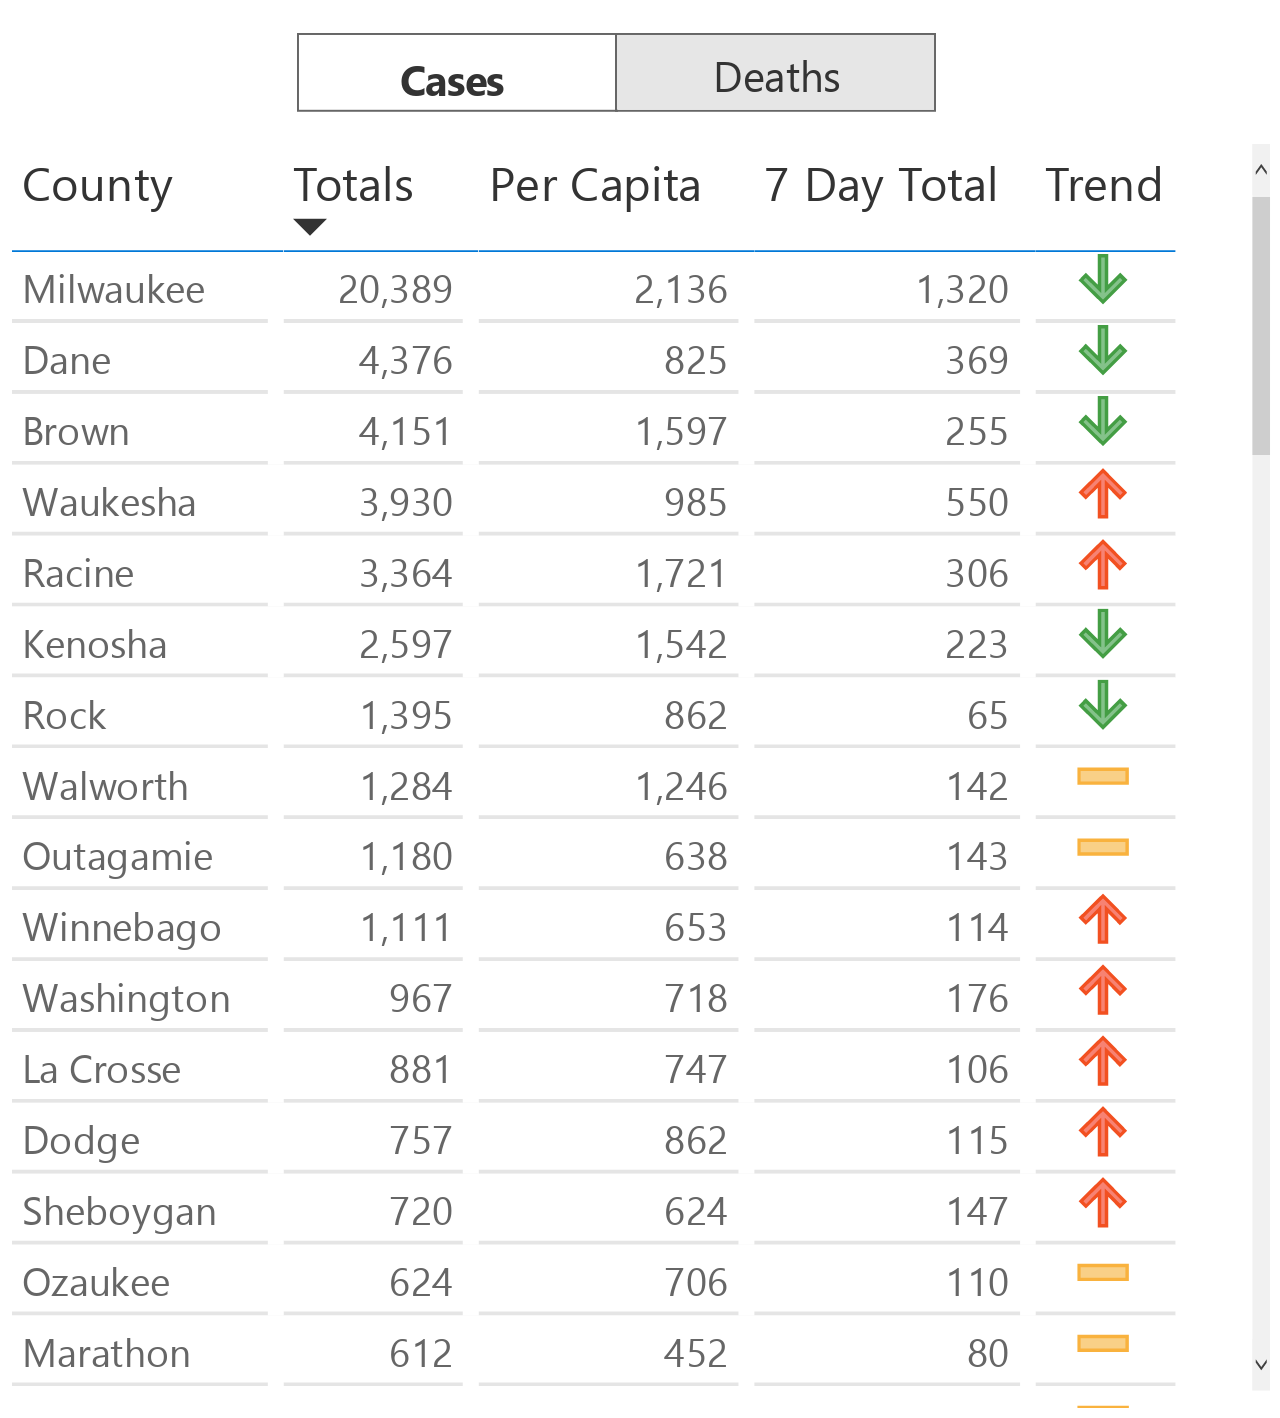 Cases Deaths
County Totals Per Capita 7 Day Total Trend
Milwaukee 20,389 2,136 1,320
Dane 4,376 825 369
Brown 4,151 1,597 255
Waukesha 3,930 985 550
Racine 3,364 1,721 306
Kenosha 2,597 1,542 223
Rock 1,395 862 65
Walworth 1,284 1,246 142
Outagamie 1,180 638 143
Winnebago 1,111 653 114
Washington 967 718 176
La Crosse 881 747 106
Dodge 757 862 115
Sheboygan 720 624 147
Ozaukee 624 706 110
Marathon 612 452 80